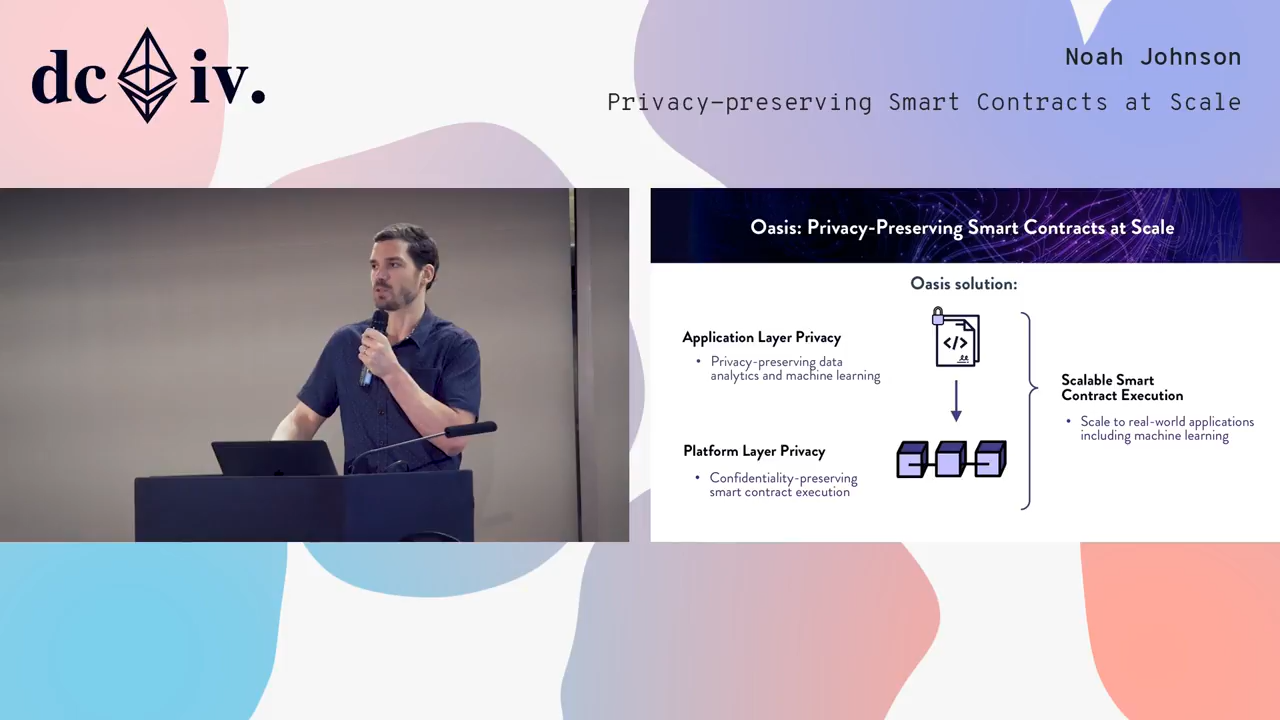 dc iv.
Noah Johnson
Privacy-preserving Smart Contracts at Scale
Oasis: Privacy-Preserving Smart Contracts at Scale
Oasis solution:
Application Layer Privacy
• Privacy-preserving data
analytics and machine learning
</>
Platform Layer Privacy
• Confidentiality-preserving
smart contract execution
Scalable Smart
Contract Execution
• Scale to real-world applications
including machine learning